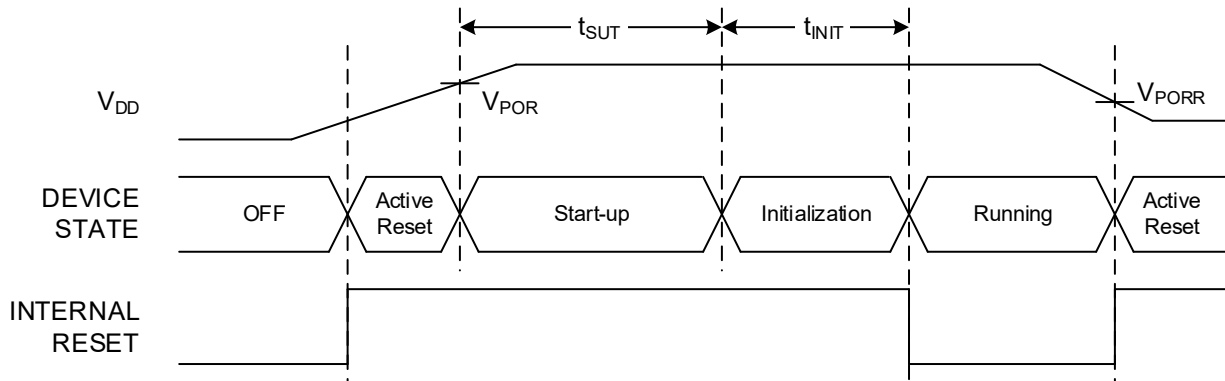 tSUT
tINIT
VDD
VPOR
VPORR
DEVICE
STATE
OFF
Active
Reset
Start-up
Initialization
Running
Active
Reset
INTERNAL
RESET